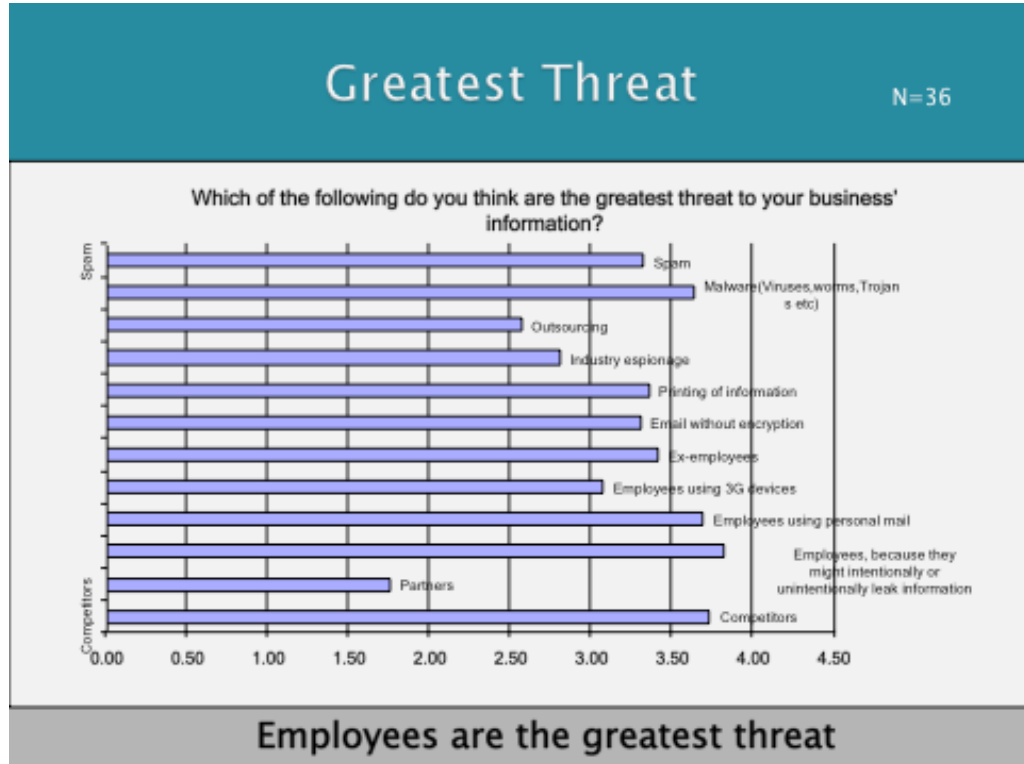 Greatest Threat
N=36
Which of the following do you think are the greatest threat to your business'
information?
Spam
Spam
Malware(Viruses,worms,Trojan
s etc)
Outsourcing
Industry espionage
Printing of information
Email without encryption
Ex-employees
Employees using 3G devices
Employees using personal mail
Employees, because they
might intentionally or
unintentionally leak information
Partners
Competitors
Competitors
0.00 0.50 1.00 1.50 2.00 2.50 3.00 3.50 4.00 4.50
Employees are the greatest threat